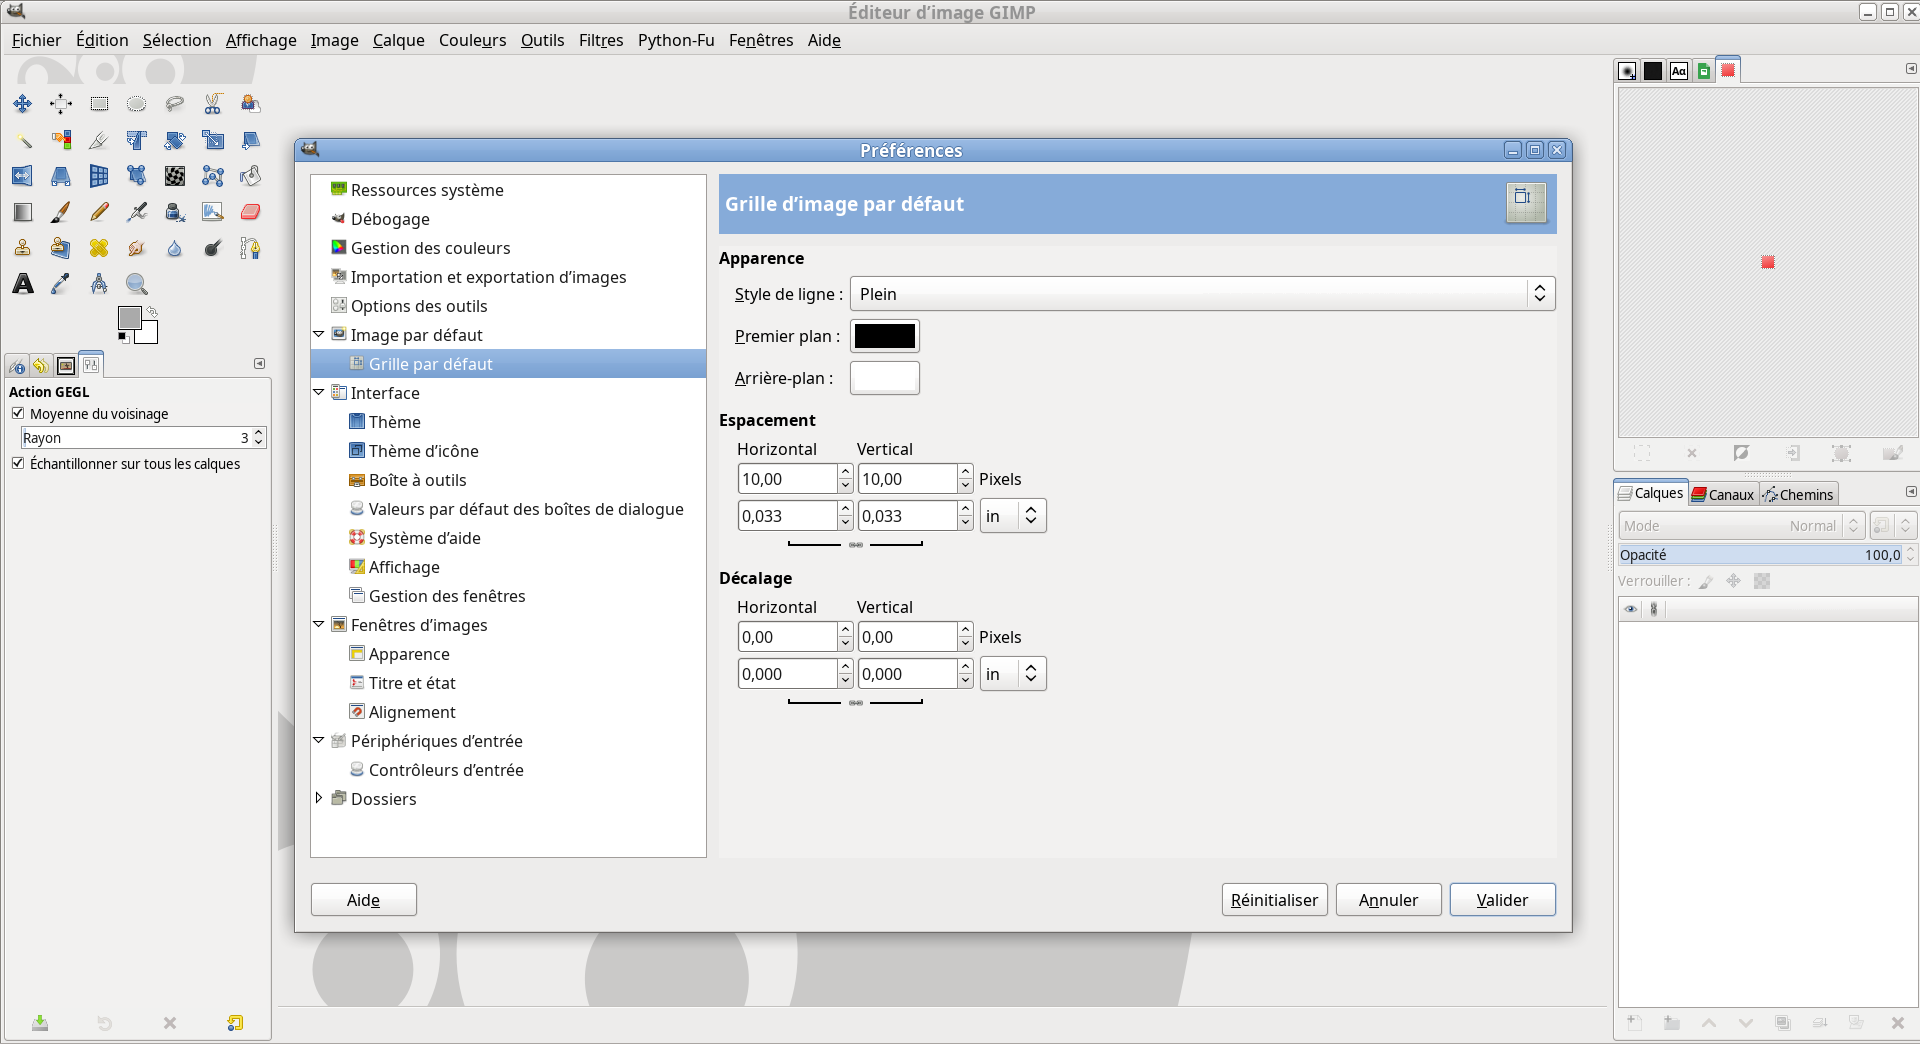 Éditeur d’image GIMP
Fichier Édition Sélection Affichage Image Calque Couleurs Outils Filtres Python-Fu Fenêtres Aide
Action GEGL
Moyenne du voisinage
Rayon 3
Échantillonner sur tous les calques
Préférences
Ressources système
Débogage
Gestion des couleurs
Importation et exportation d’images
Options des outils
Image par défaut
Grille par défaut
Interface
Thème
Thème d’icône
Boîte à outils
Valeurs par défaut des boîtes de dialogue
Système d’aide
Affichage
Gestion des fenêtres
Fenêtres d’images
Apparence
Titre et état
Alignement
Périphériques d’entrée
Contrôleurs d’entrée
Dossiers
Grille d’image par défaut
Apparence
Style de ligne : Plein
Premier plan :
Arrière-plan :
Espacement
Horizontal Vertical
10,00 10,00 Pixels
0,033 0,033 in
Décalage
Horizontal Vertical
0,00 0,00 Pixels
0,000 0,000 in
Aide Réinitialiser Annuler Valider
Aα
Calques Canaux Chemins
Mode Normal
Opacité 100,0
Verrouiller :